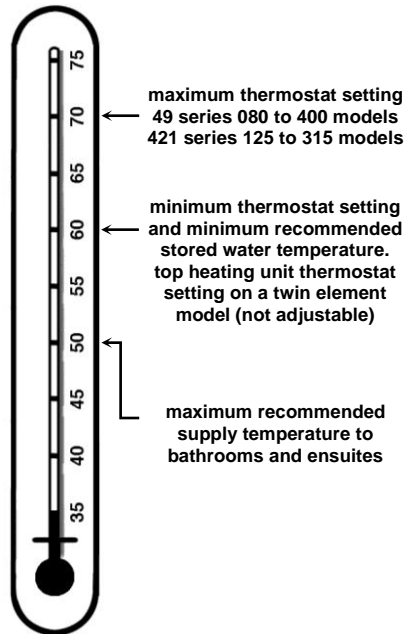 75
maximum thermostat setting
49 series 080 to 400 models
421 series 125 to 315 models
70
65
minimum thermostat setting
and minimum recommended
stored water temperature.
top heating unit thermostat
setting on a twin element
model (not adjustable)
60
50
45
maximum recommended
supply temperature to
bathrooms and ensuites
40
35